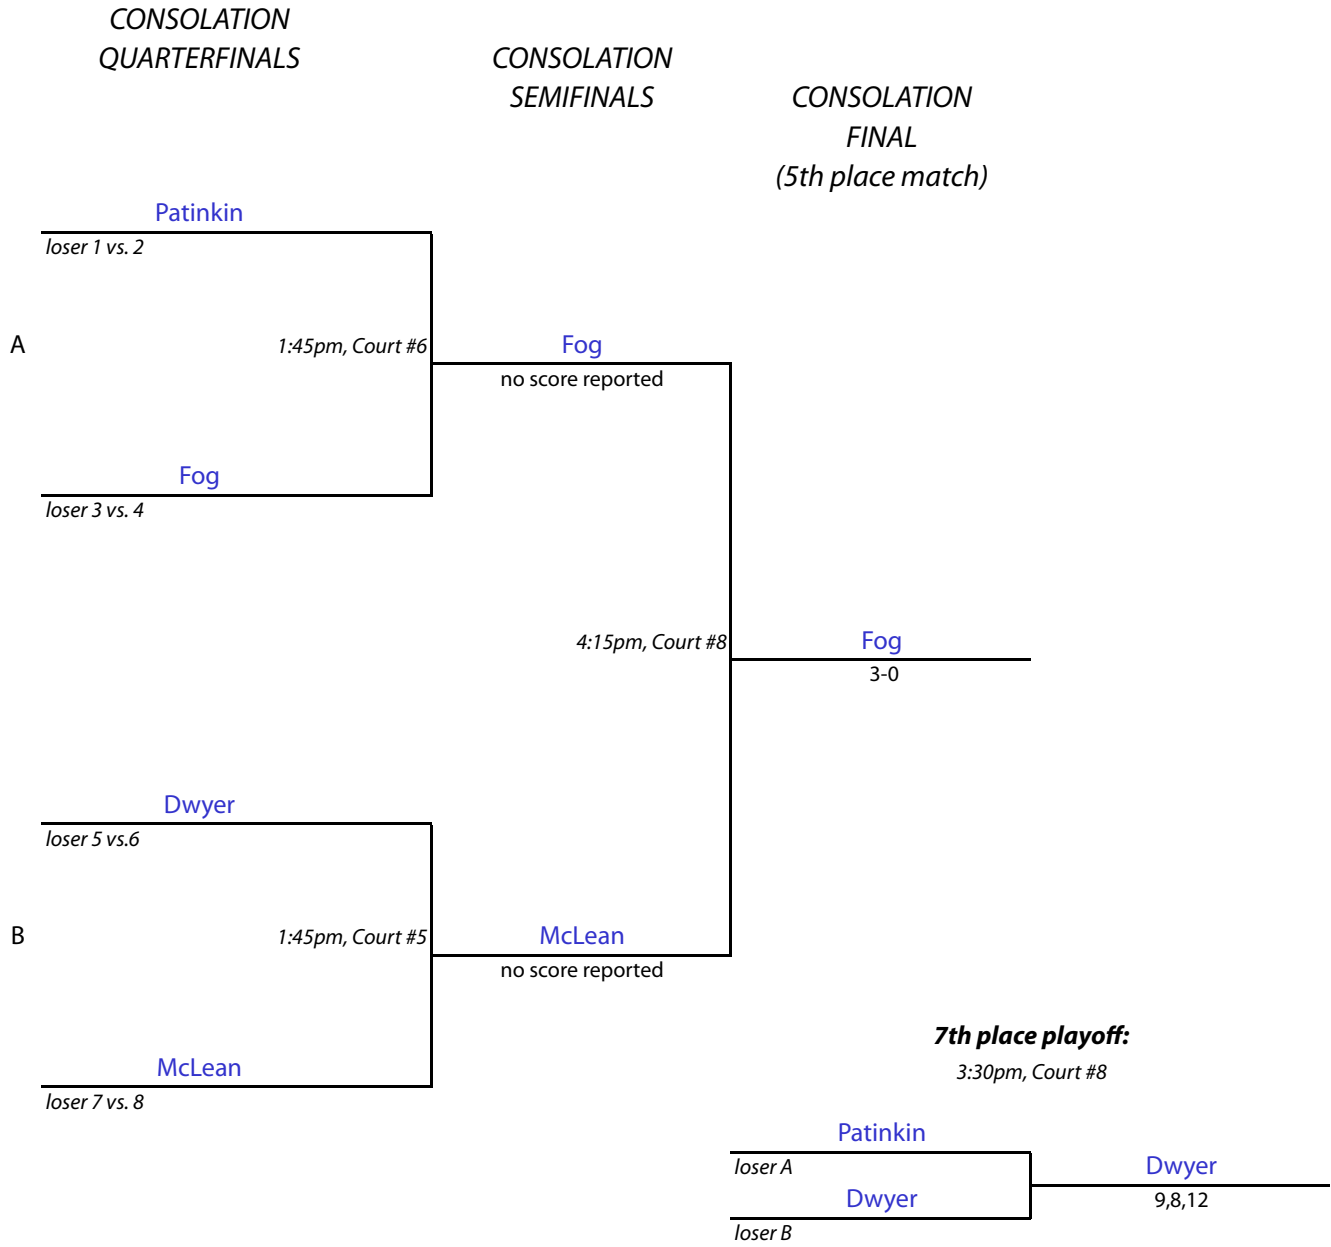 CONSOLATION
QUARTERFINALS
CONSOLATION
SEMIFINALS
CONSOLATION
FINAL
(5th place match)
Patinkin
loser 1 vs. 2
A
1:45pm, Court #6
Fog
no score reported
Fog
loser 3 vs. 4
4:15pm, Court #8
Fog
3-0
Dwyer
loser 5 vs.6
B
1:45pm, Court #5
McLean
no score reported
McLean
loser 7 vs. 8
7th place playoff:
3:30pm, Court #8
Patinkin
loser A
Dwyer
9,8,12
Dwyer
loser B